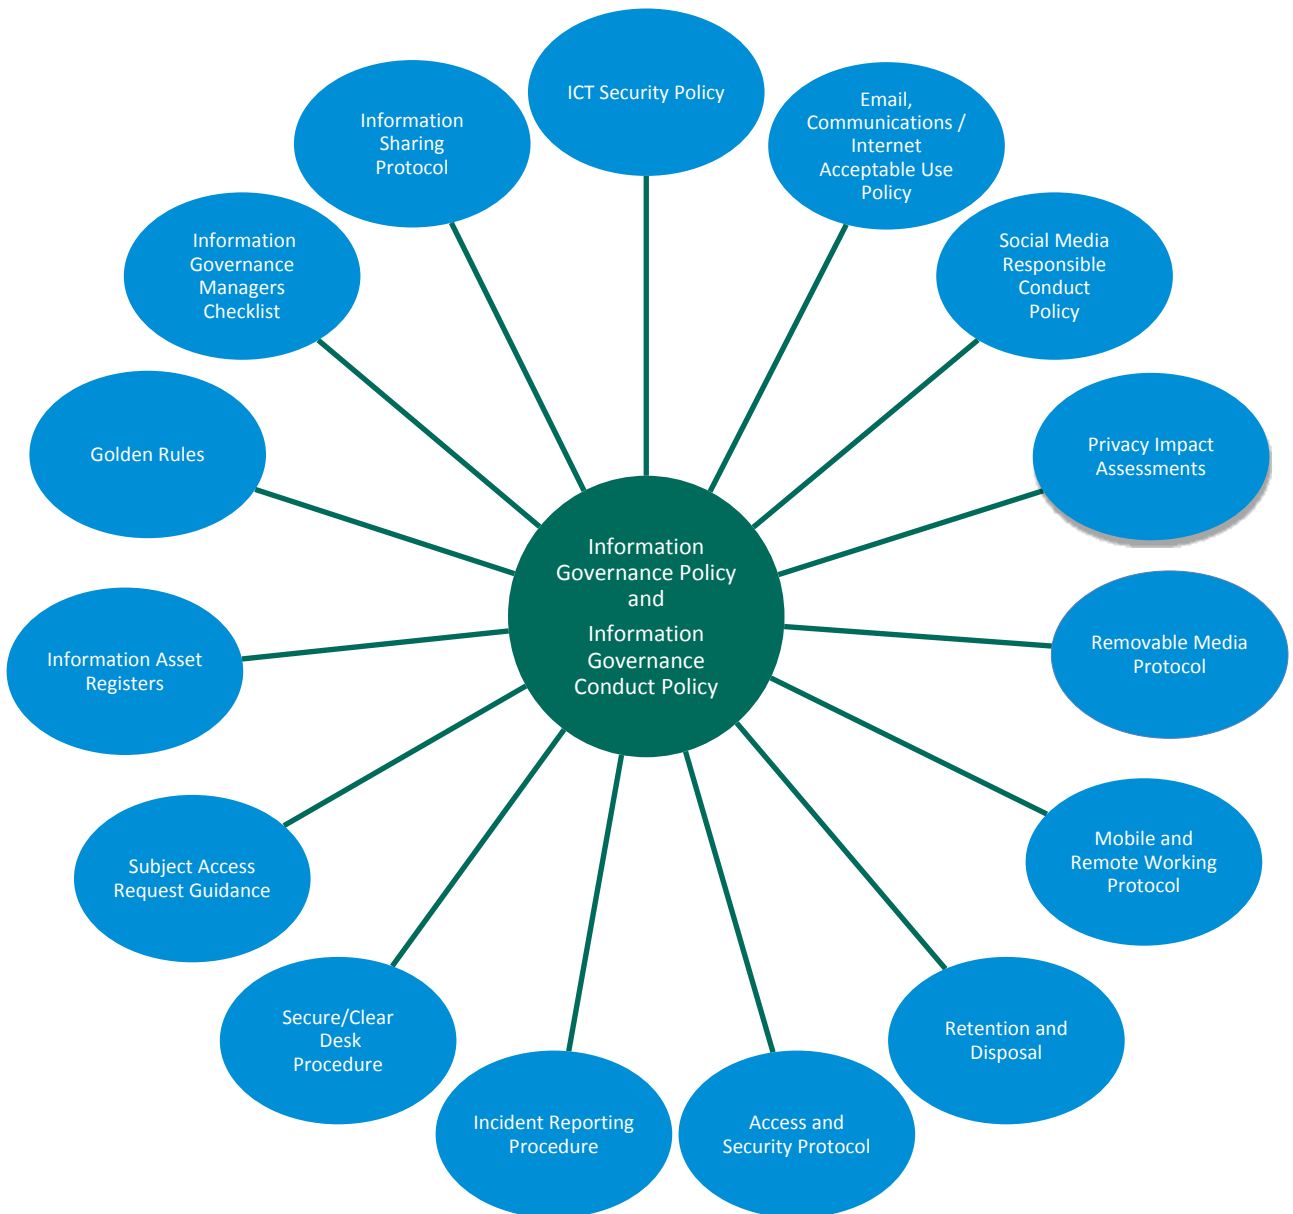 ICT Security Policy
Email,
Communications /
Internet
Acceptable Use
Policy
Social Media
Responsible
Conduct
Policy
Privacy Impact
Assessments
Removable Media
Protocol
Mobile and
Remote Working
Protocol
Retention and
Disposal
Access and
Security Protocol
Incident Reporting
Procedure
Secure/Clear
Desk
Procedure
Subject Access
Request Guidance
Information Asset
Registers
Golden Rules
Information
Governance
Managers
Checklist
Information
Sharing
Protocol
Information
Governance Policy
and
Information
Governance
Conduct Policy